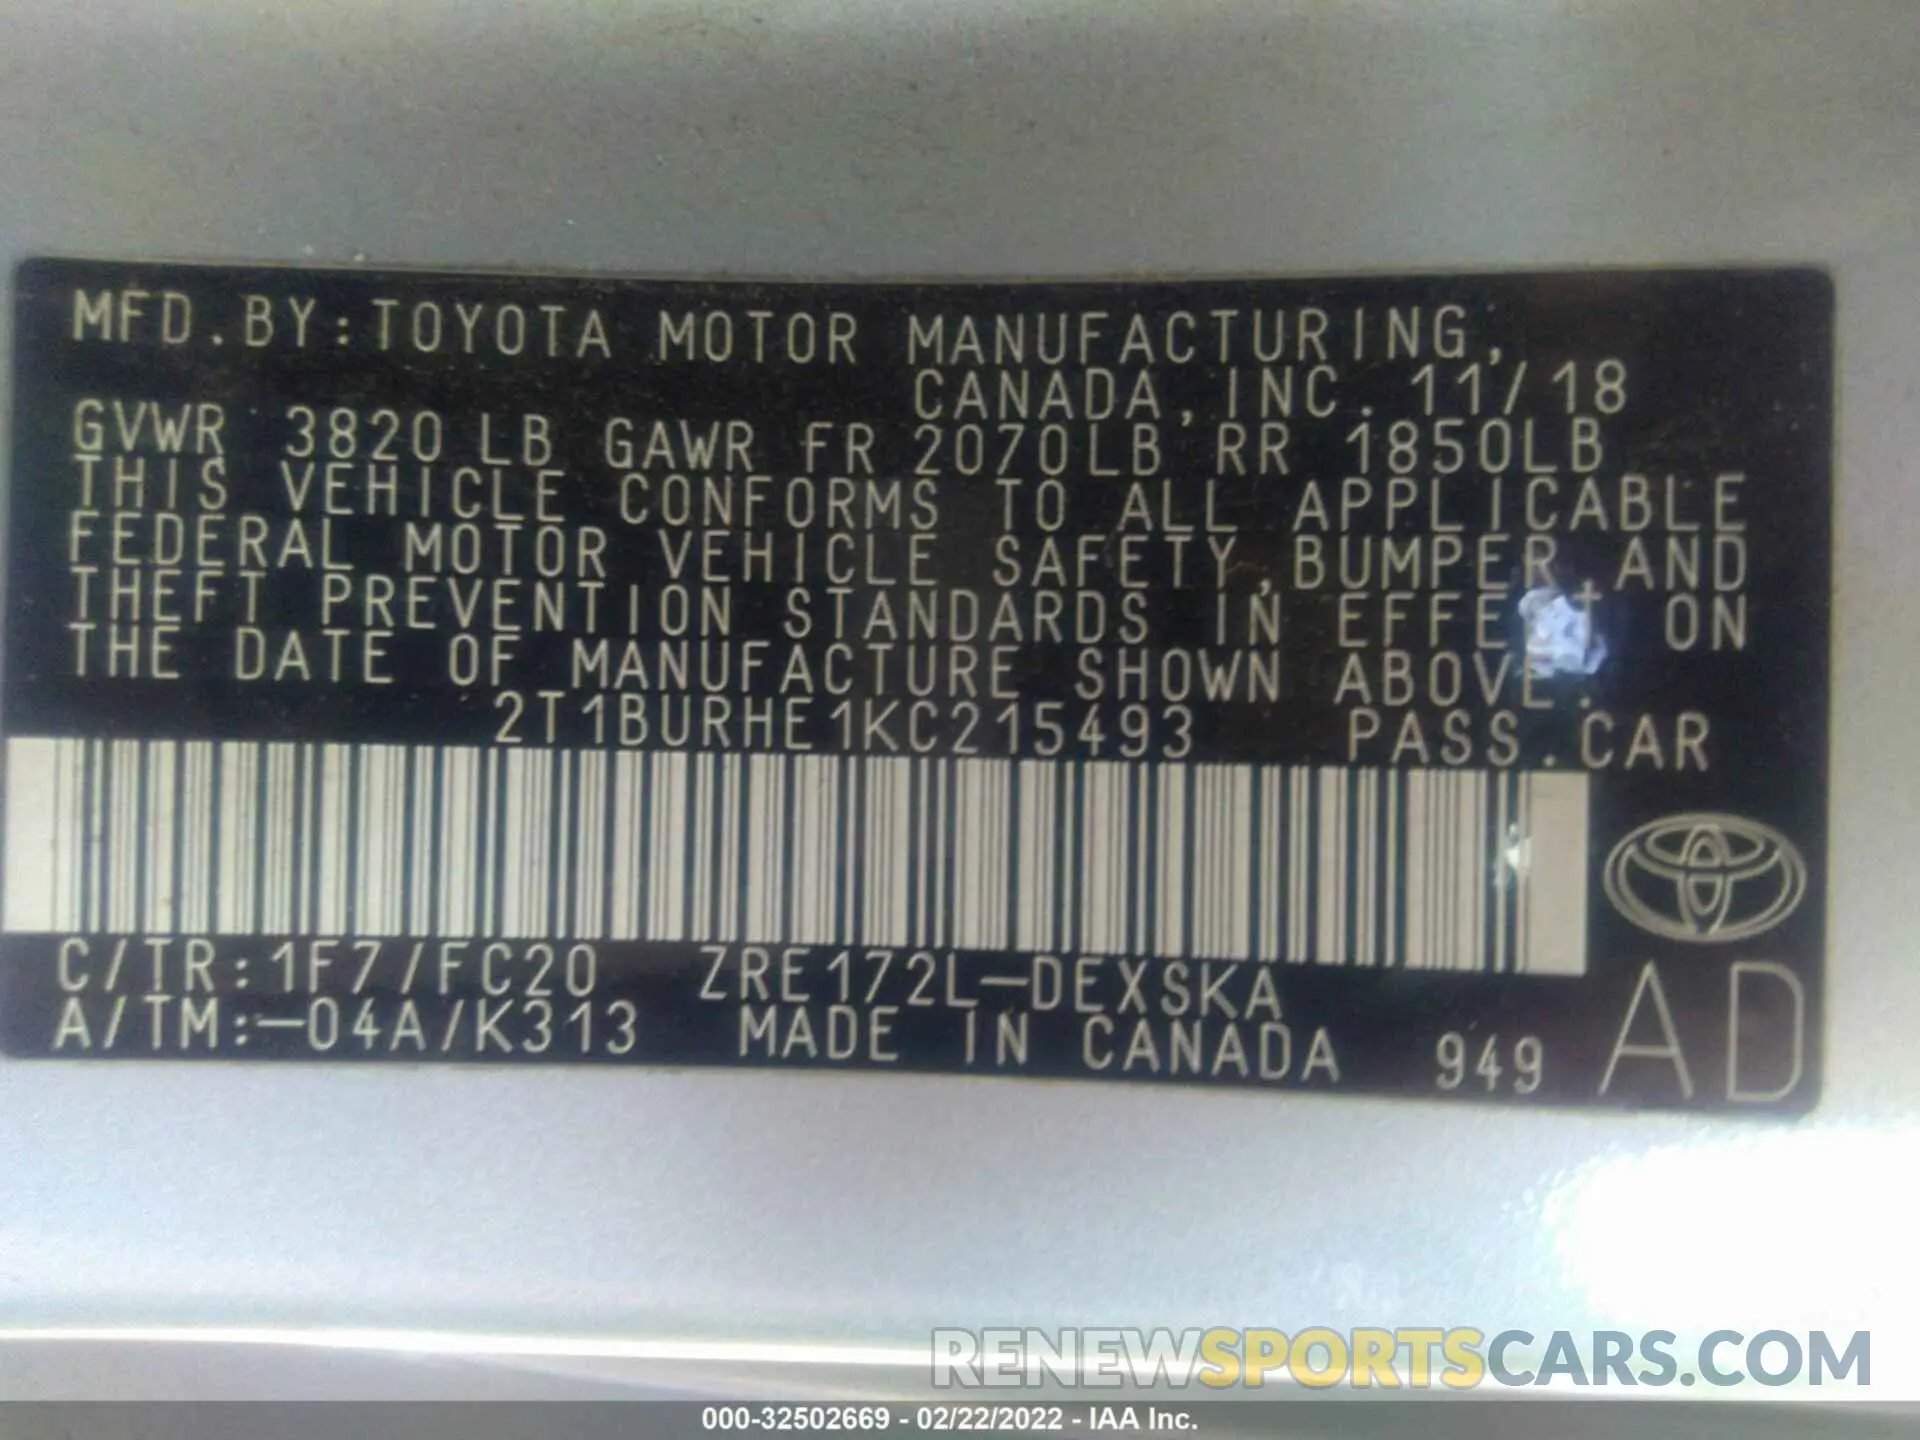 MFD.BY:TOYOTA MOTOR MANUFACTURING,
CANADA,INC. 11/18
GVWR 3820 LB GAWR FR 2070LB RR 1850LB
THIS VEHICLE CONFORMS TO ALL APPLICABLE
FEDERAL MOTOR VEHICLE SAFETY,BUMPER,AND
THEFT PREVENTION STANDARDS IN EFFECT ON
THE DATE OF MANUFACTURE SHOWN ABOVE.
2T1BURHE1KC215493 PASS.CAR
C/TR:1F7/FC20 ZRE172L-DEXSKA
A/TM:-04A/K313 MADE IN CANADA 949 AD
RENEWSPORTSCARS.COM
000-32502669 - 02/22/2022 - IAA Inc.